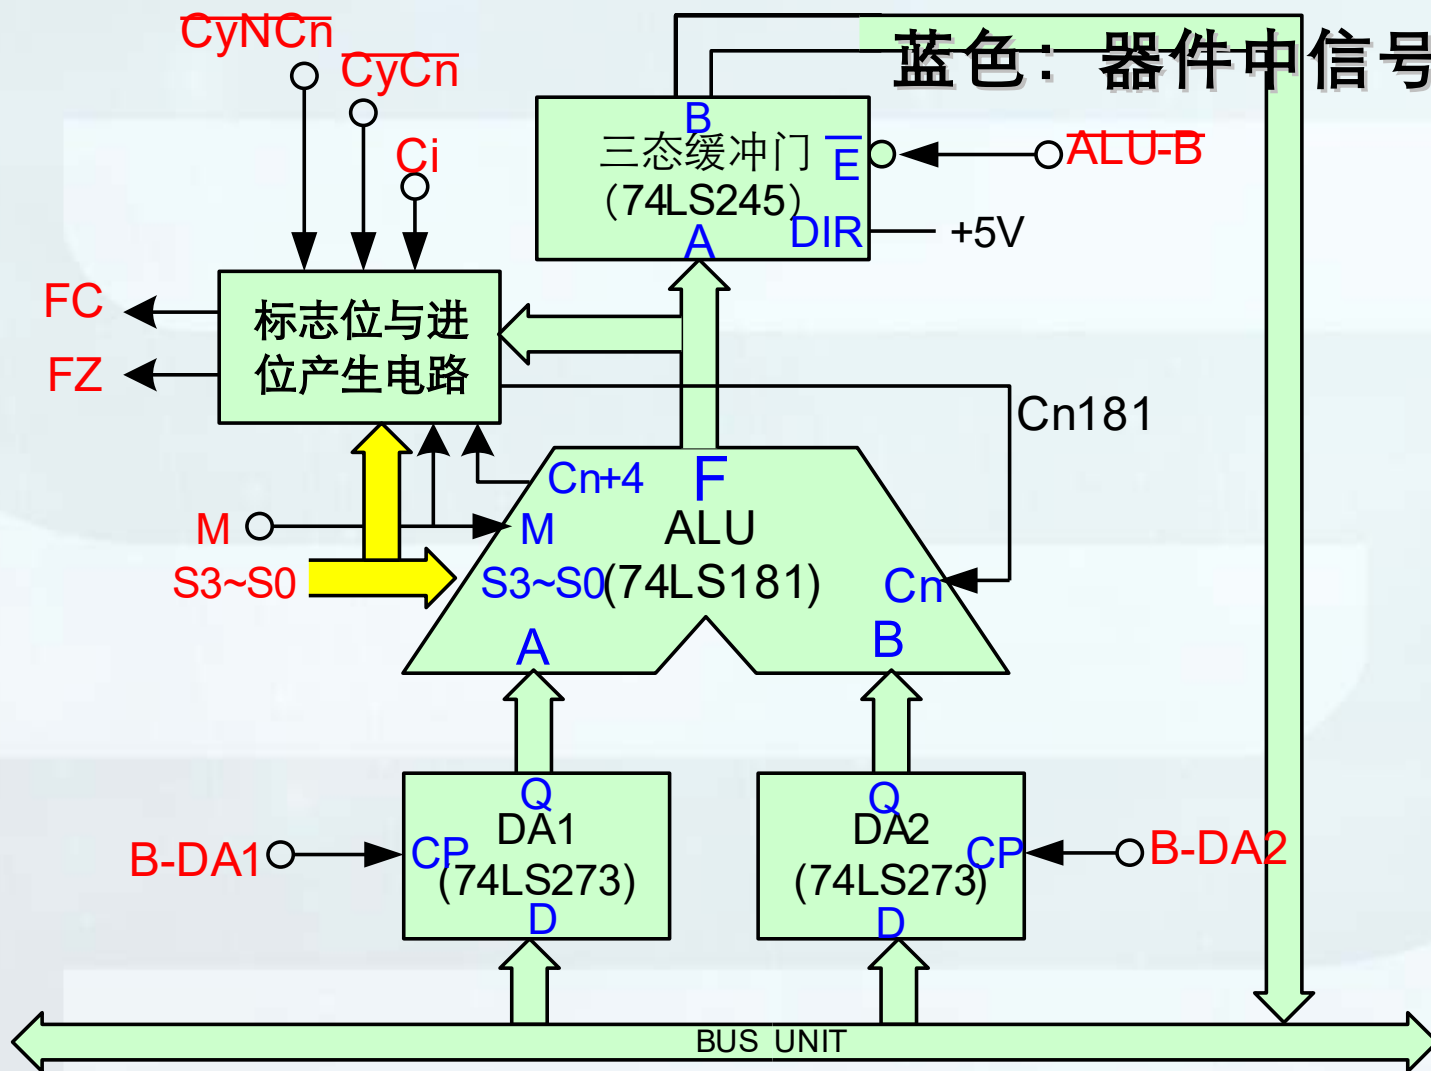 CyNCn
CyCn
Ci
蓝色：器件中信号
B
三态缓冲门
(74LS245)
E
ALU-B
A
DIR
+5V
FC
FZ
标志位与进
位产生电路
Cn181
Cn+4
F
M
M
ALU
S3~S0
S3~S0
(74LS181)
Cn
A
B
Q
DA1
B-DA1
CP
(74LS273)
D
Q
DA2
CP
B-DA2
(74LS273)
D
BUS UNIT